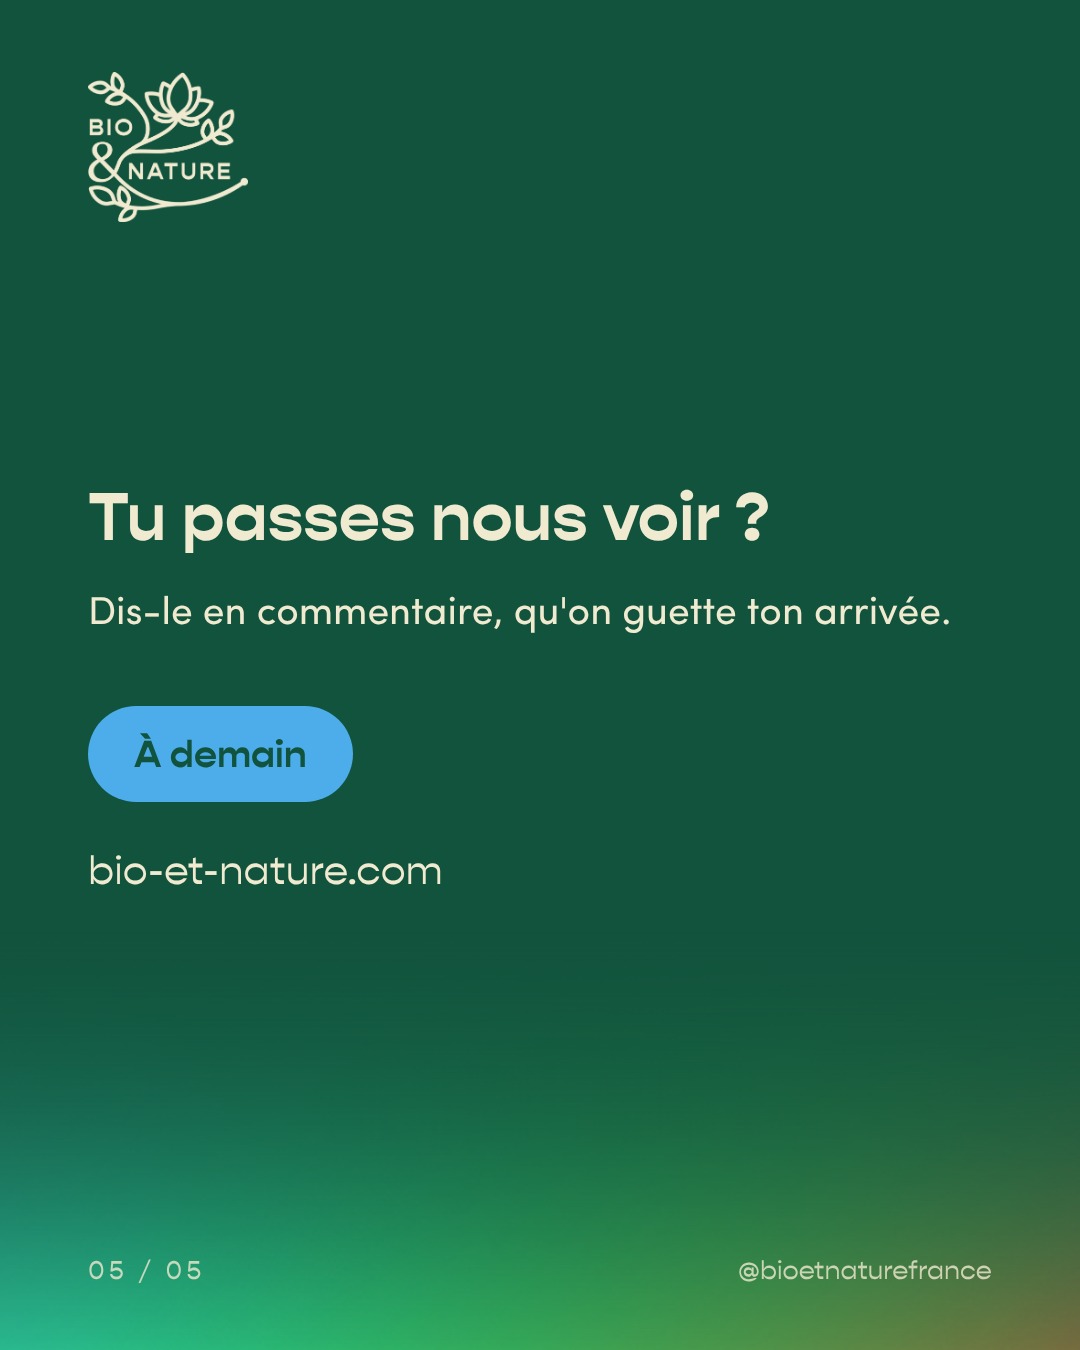 BIO
& NATURE
Tu passes nous voir ?
Dis-le en commentaire, qu'on guette ton arrivée.
À demain
bio-et-nature.com
05 / 05
@bioetnaturefrance